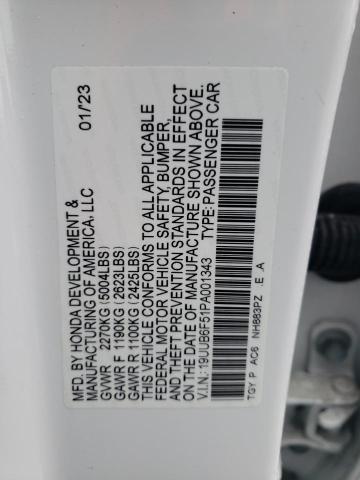 MFD. BY HONDA DEVELOPMENT & 01/23
MANUFACTURING OF AMERICA, LLC
GVWR 2270KG (5004LBS)
GAWR F 1190KG (2623LBS)
GAWR R 1100KG (2425LBS)
THIS VEHICLE CONFORMS TO ALL APPLICABLE
FEDERAL MOTOR VEHICLE SAFETY, BUMPER,
AND THEFT PREVENTION STANDARDS IN EFFECT
ON THE DATE OF MANUFACTURE SHOWN ABOVE.
V.I.N.: 19UUB6F51PA001343 TYPE: PASSENGER CAR
TGY P AC6 NH883PZ .E .A